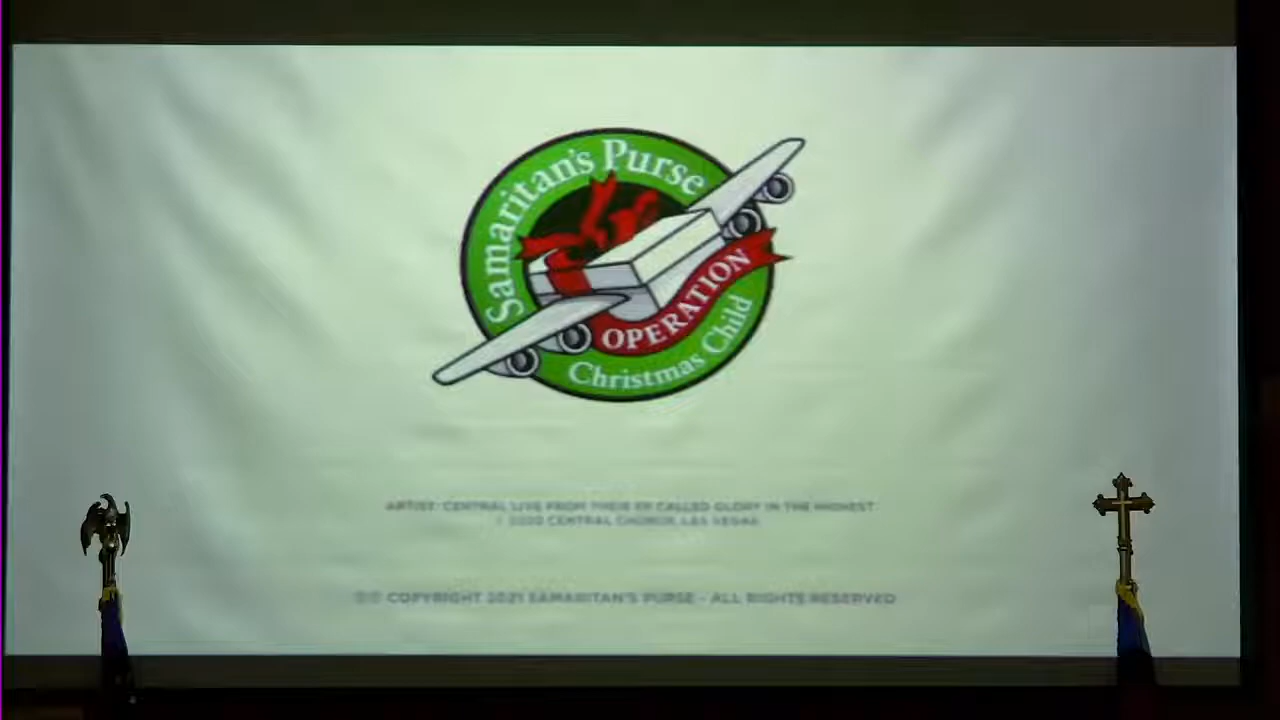 Samaritan's Purse
OPERATION
Christmas Child
ARTIST: CENTRAL LIVE FROM THEIR EP CALLED GLORY IN THE HIGHEST
2020 CENTRAL CHURCH, LAS VEGAS
COPYRIGHT 2021 SAMARITAN'S PURSE - ALL RIGHTS RESERVED